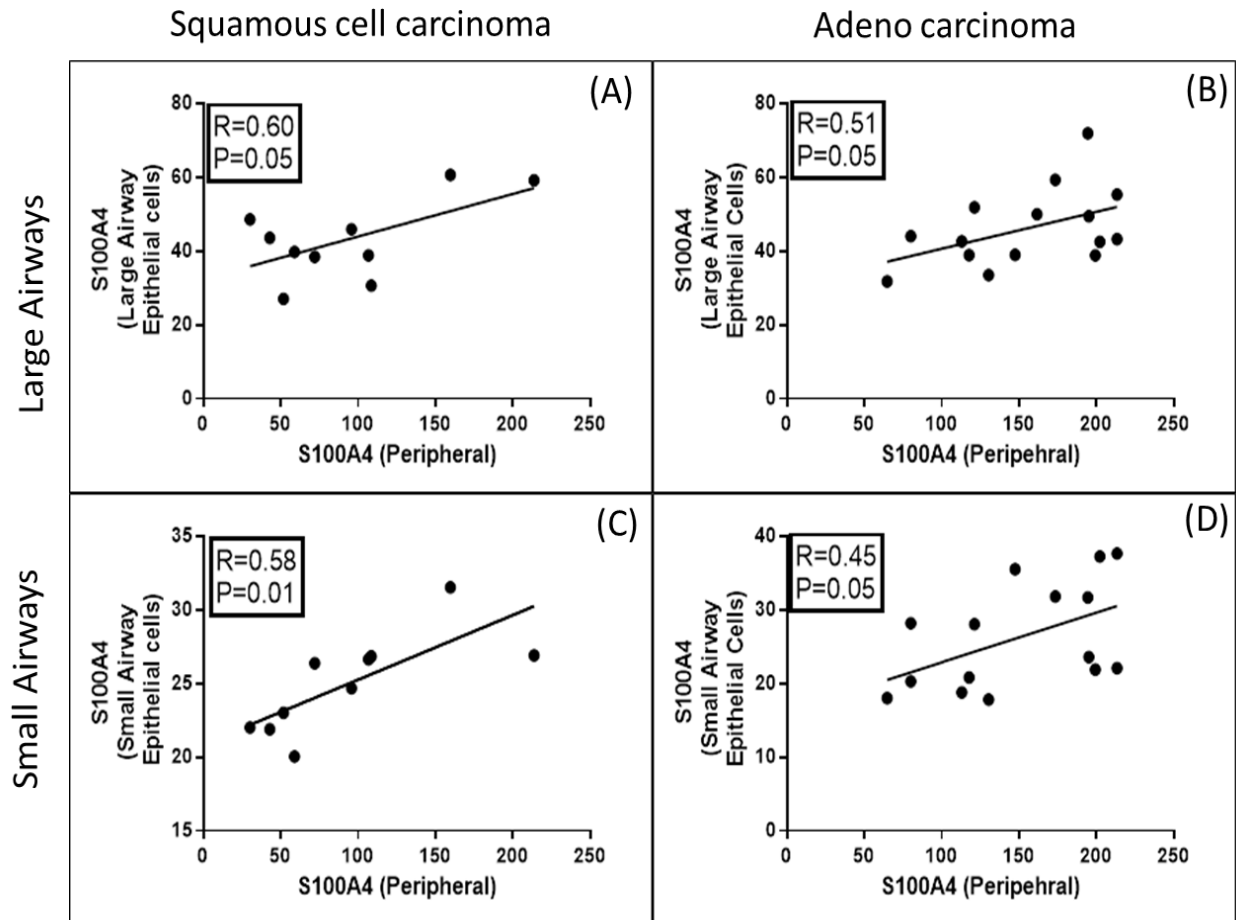 Squamous cell carcinoma
Adeno carcinoma
Large Airways
(A)
R=0.60
P=0.05
S100A4
(Large Airway
Epithelial cells)
80
60
40
20
0
0 50 100 150 200 250
S100A4 (Peripheral)
(B)
R=0.51
P=0.05
S100A4
(Large Airway
Epithelial Cells)
80
60
40
20
0
0 50 100 150 200 250
S100A4 (Peripehral)
Small Airways
(C)
R=0.58
P=0.01
S100A4
(Small Airway
Epithelial cells)
35
30
25
20
15
0 50 100 150 200 250
S100A4 (Peripheral)
(D)
R=0.45
P=0.05
S100A4
(Small Airway
Epithelial Cells)
40
30
20
10
0
0 50 100 150 200 250
S100A4 (Peripehral)